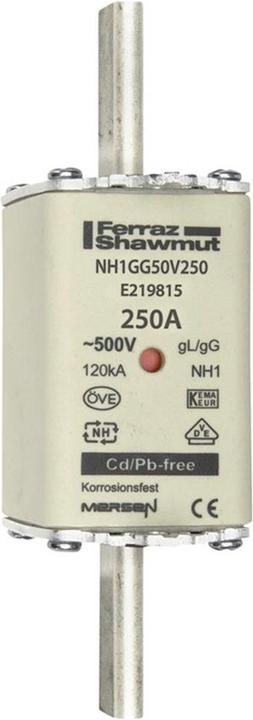 Ferraz
Shawmut
NH1GG50V250
E219815
250A
~500V gL/gG
120kA NH1
ÖVE KEMA
KEUR
NH VDE
Cd/Pb-free
Korrosionsfest
MERSEN CE